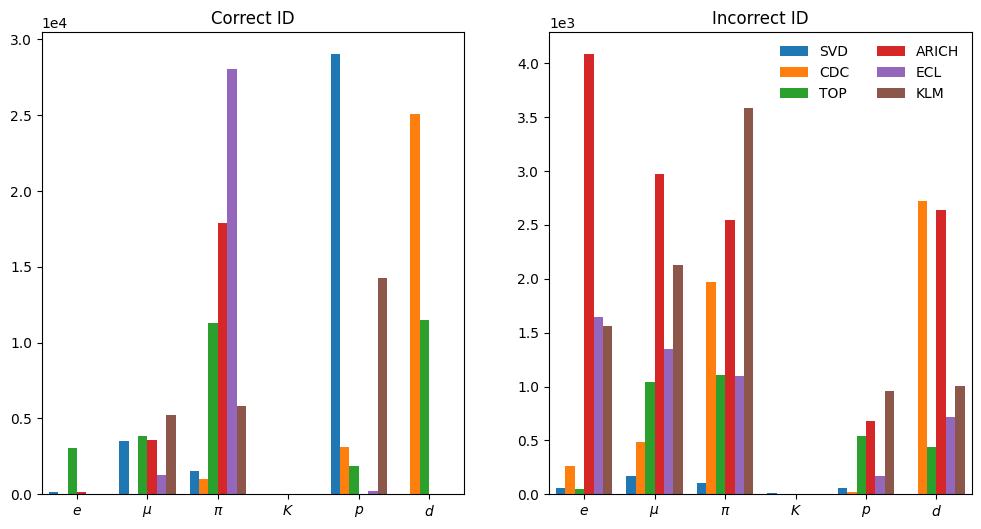 Correct ID
1e4
3.0
2.5
2.0
1.5
1.0
0.5
0.0
e μ π K p d
Incorrect ID
1e3
4.0
3.5
3.0
2.5
2.0
1.5
1.0
0.5
0.0
e μ π K p d
SVD
CDC
TOP
ARICH
ECL
KLM